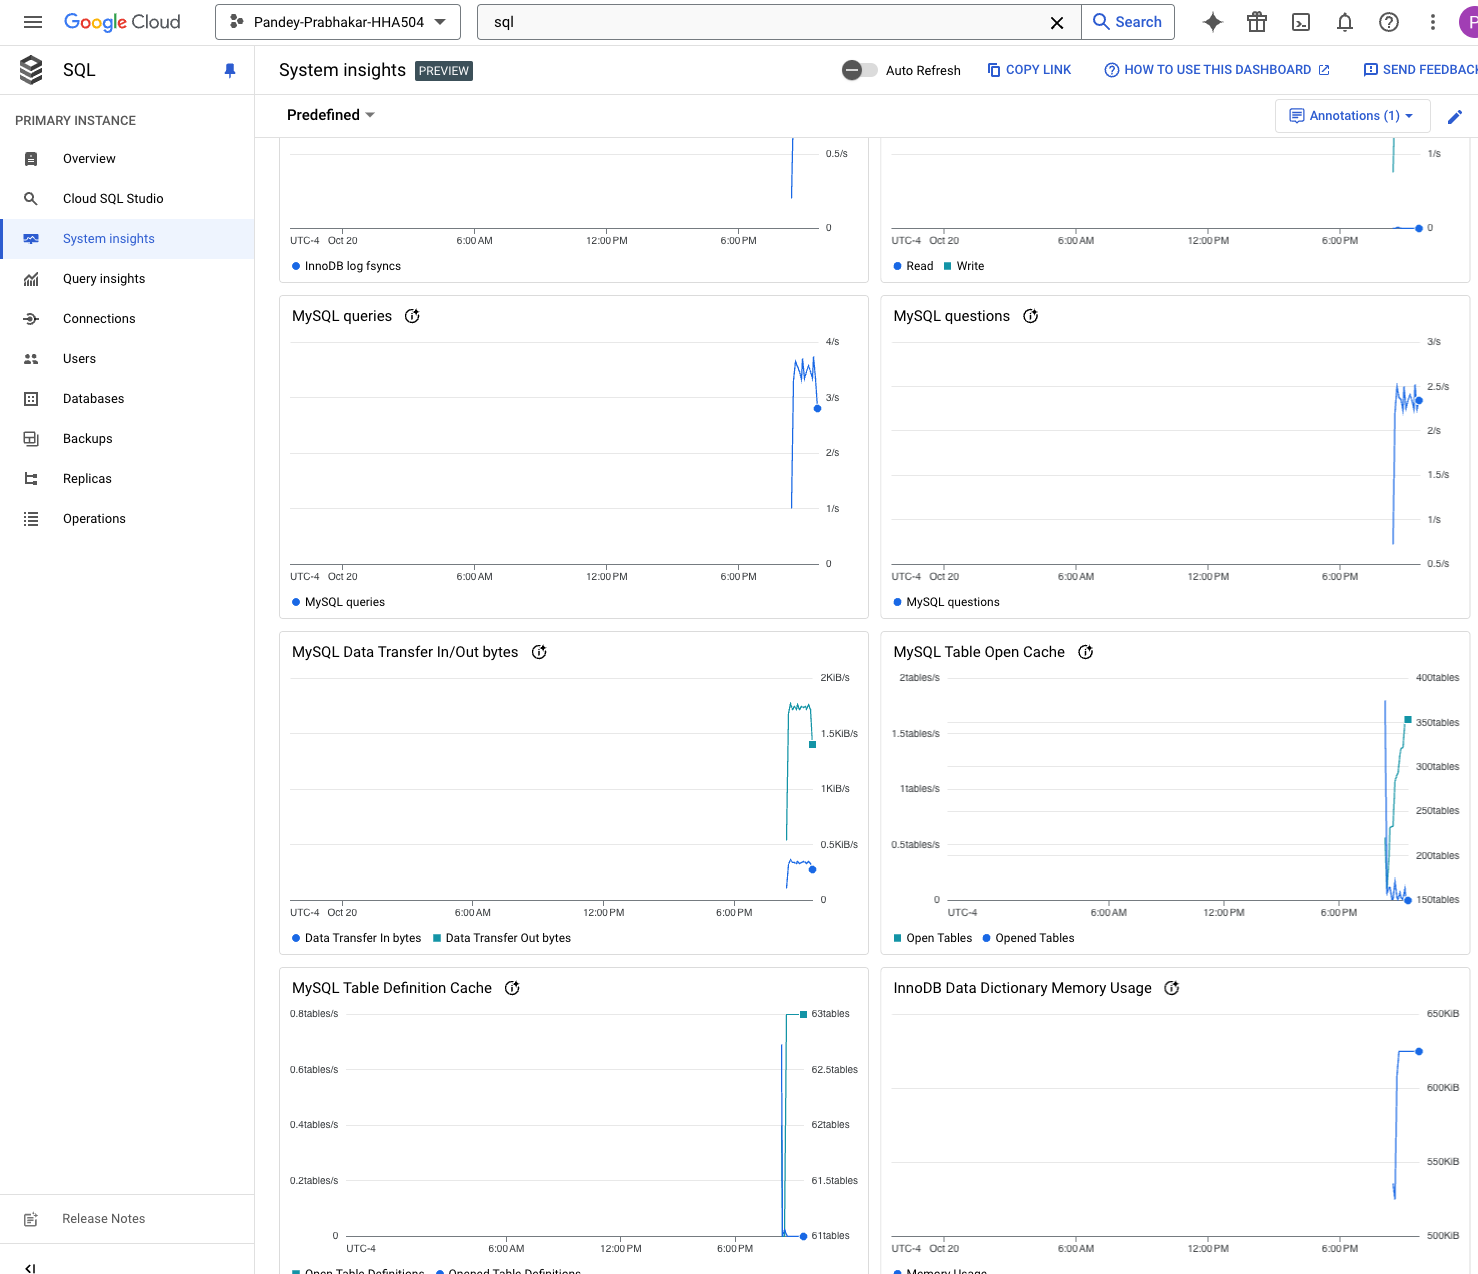 Google Cloud
Pandey-Prabhakar-HHA504
sql
Search
P
SQL
System insights
PREVIEW
Auto Refresh
COPY LINK
HOW TO USE THIS DASHBOARD
SEND FEEDBACK
PRIMARY INSTANCE
Overview
Cloud SQL Studio
System insights
Query insights
Connections
Users
Databases
Backups
Replicas
Operations
Release Notes
Predefined
Annotations (1)
0.5/s
0
UTC-4 Oct 20 6:00 AM 12:00 PM 6:00 PM
InnoDB log fsyncs
1/s
0
UTC-4 Oct 20 6:00 AM 12:00 PM 6:00 PM
Read Write
MySQL queries
4/s
3/s
2/s
1/s
0
UTC-4 Oct 20 6:00 AM 12:00 PM 6:00 PM
MySQL queries
MySQL questions
3/s
2.5/s
2/s
1.5/s
1/s
0.5/s
UTC-4 Oct 20 6:00 AM 12:00 PM 6:00 PM
MySQL questions
MySQL Data Transfer In/Out bytes
2KiB/s
1.5KiB/s
1KiB/s
0.5KiB/s
0
UTC-4 Oct 20 6:00 AM 12:00 PM 6:00 PM
Data Transfer In bytes Data Transfer Out bytes
MySQL Table Open Cache
2tables/s 400tables
350tables
1.5tables/s
300tables
1tables/s
250tables
0.5tables/s
200tables
0 150tables
UTC-4 6:00 AM 12:00 PM 6:00 PM
Open Tables Opened Tables
MySQL Table Definition Cache
0.8tables/s 63tables
0.6tables/s 62.5tables
0.4tables/s 62tables
0.2tables/s 61.5tables
0 61tables
UTC-4 6:00 AM 12:00 PM 6:00 PM
Open Table Definitions Opened Table Definitions
InnoDB Data Dictionary Memory Usage
650KiB
600KiB
550KiB
500KiB
UTC-4 Oct 20 6:00 AM 12:00 PM 6:00 PM
Memory Usage